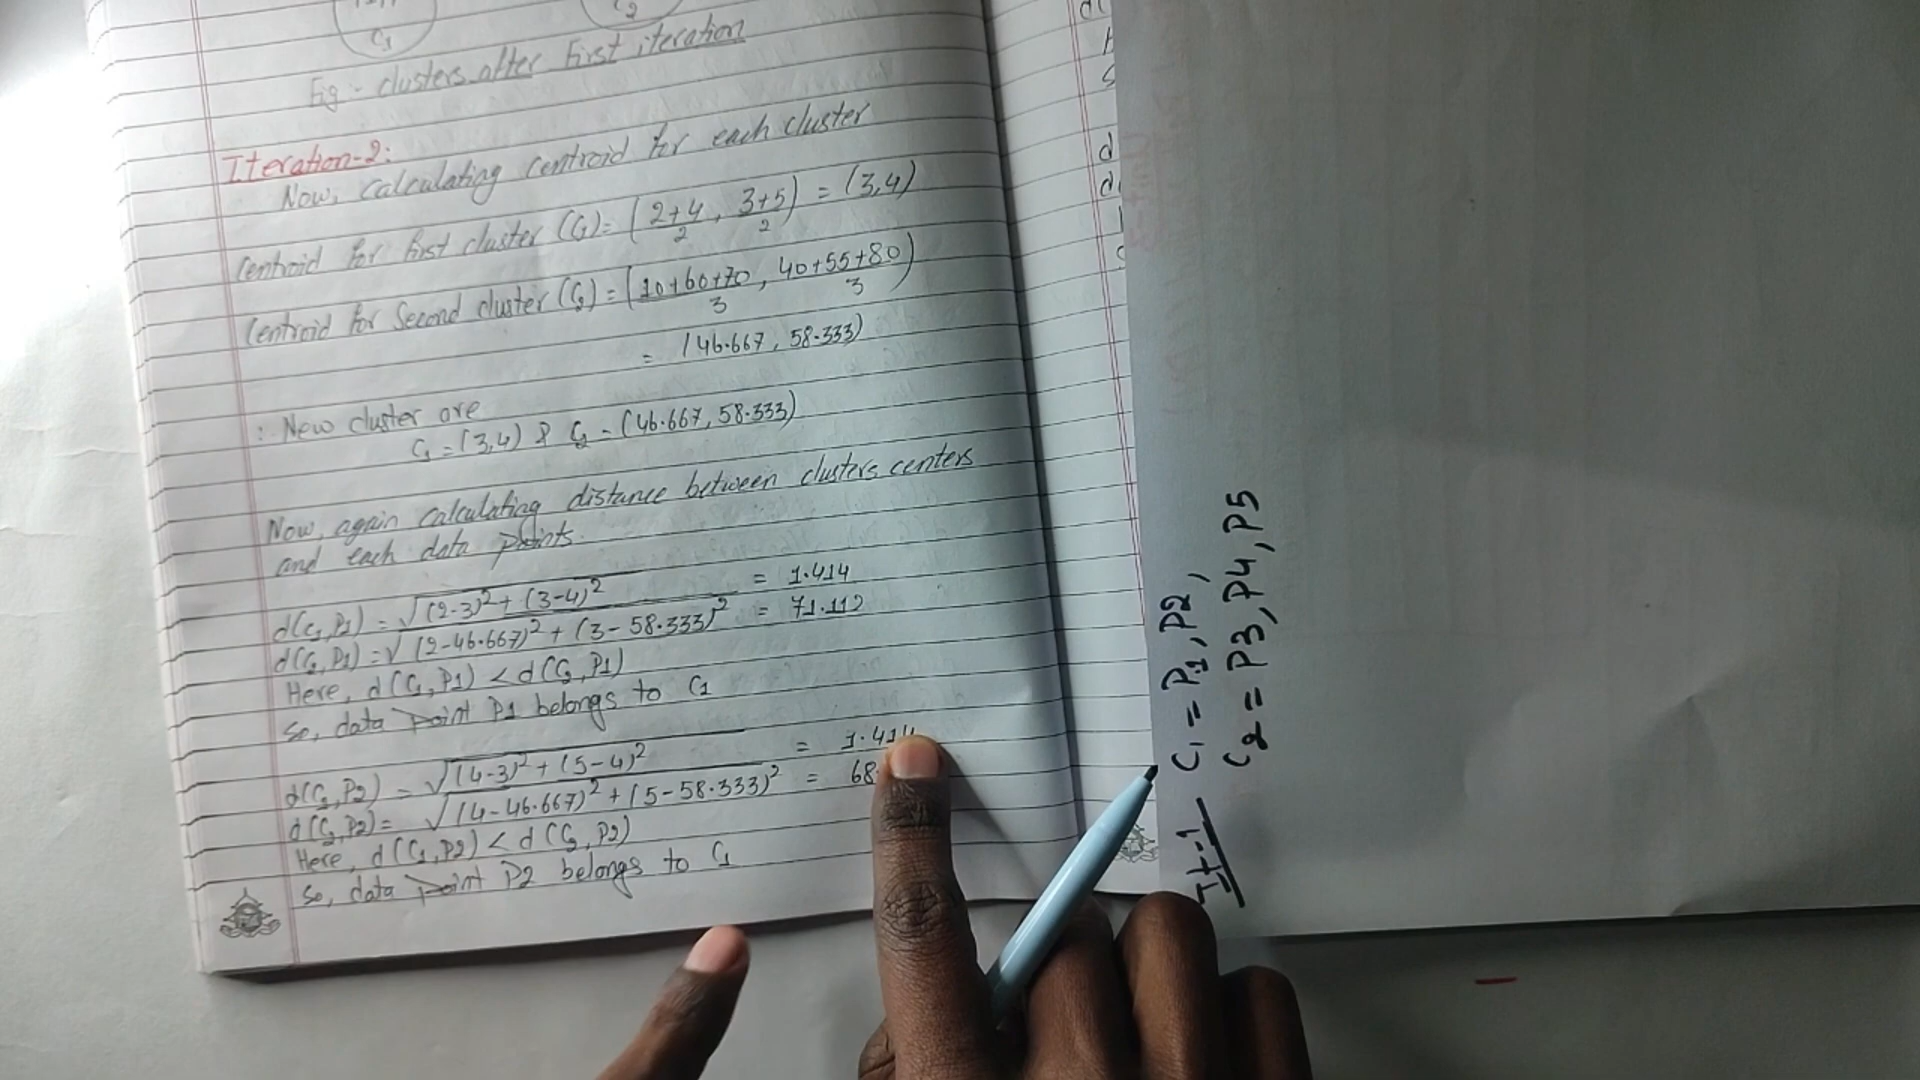 C1
C2
Fig:- clusters after First iteration
Iteration-2:
Now, calculating centroid for each cluster
Centroid for first cluster (C1) = (2+4/2, 3+5/2) = (3,4)
Centroid for Second cluster (C2) = (10+60+70/3, 40+55+80/3)
= (46.667, 58.333)
∴ New cluster are
C1 = (3,4) & C2 = (46.667, 58.333)
Now, again calculating distance between clusters centers
and each data points.
d(C1,P1) = √(2-3)²+(3-4)² = 1.414
d(C2,P1) = √(2-46.667)²+(3-58.333)² = 71.112
Here, d(C1,P1) < d(C2,P1)
So, data point P1 belongs to C1
d(C1,P2) = √(4-3)²+(5-4)² = 1.414
d(C2,P2) = √(4-46.667)²+(5-58.333)² = 68.
Here, d(C1,P2) < d(C2,P2)
So, data point P2 belongs to C1
It-1 C1 = P1, P2,
C2 = P3, P4, P5